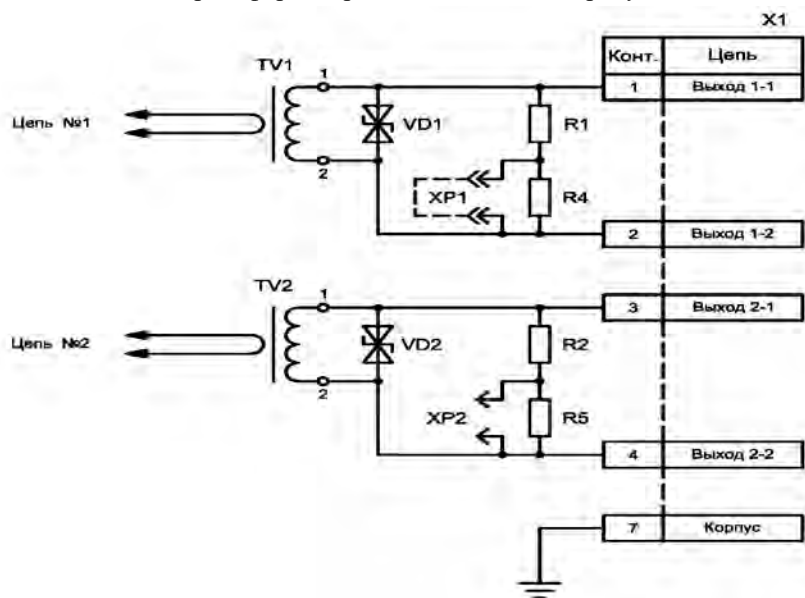 X1
Конт. Цепь
TV1
1
1 Выход 1-1
Цепь №1
VD1
R1
2
XP1
R4
2 Выход 1-2
TV2
1
3 Выход 2-1
Цепь №2
VD2
R2
2
XP2
R5
4 Выход 2-2
7 Корпус